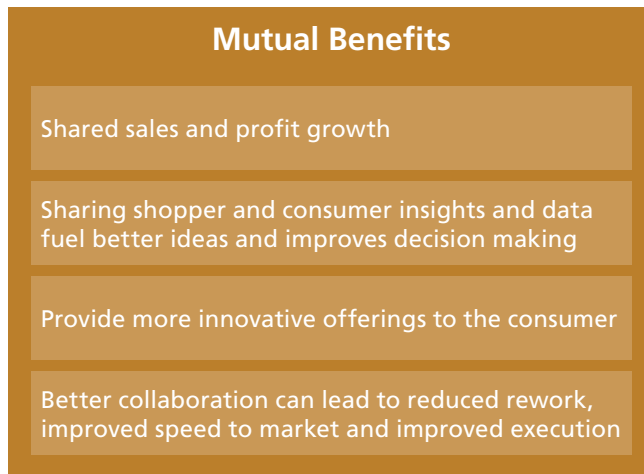 Mutual Benefits
Shared sales and profit growth
Sharing shopper and consumer insights and data
fuel better ideas and improves decision making
Provide more innovative offerings to the consumer
Better collaboration can lead to reduced rework,
improved speed to market and improved execution